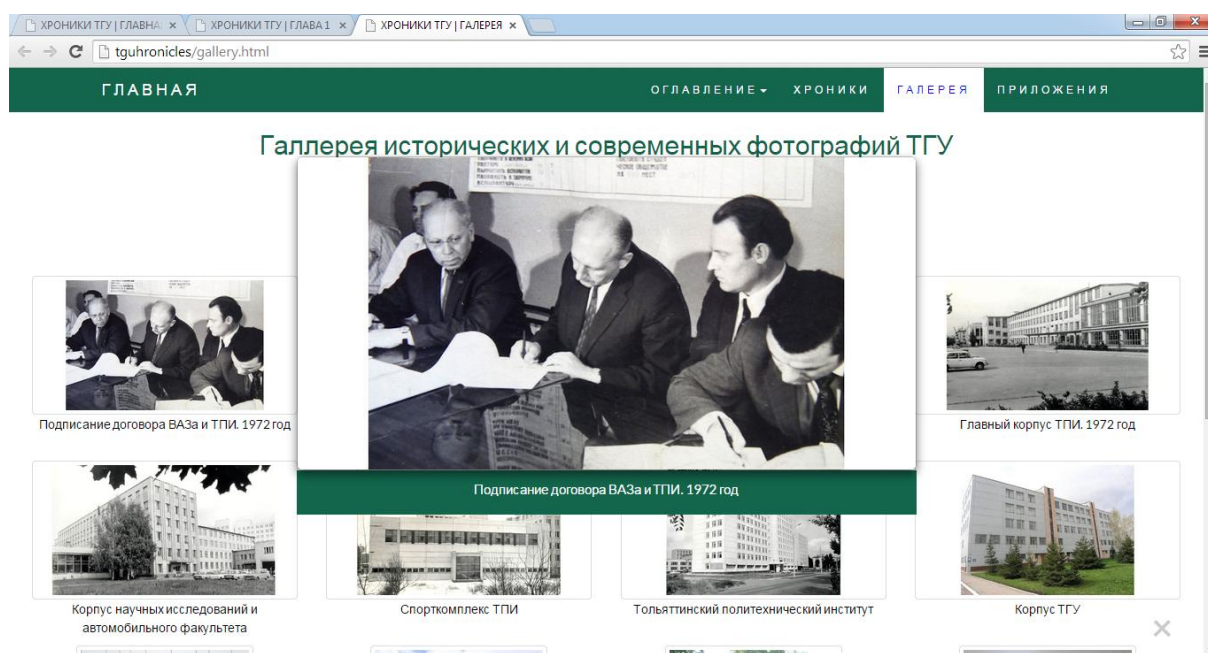 ХРОНИКИ ТГУ | ГЛАВНА
ХРОНИКИ ТГУ | ГЛАВА 1
ХРОНИКИ ТГУ | ГАЛЕРЕЯ
tguhronicles/gallery.html
ГЛАВНАЯ
ОГЛАВЛЕНИЕ
ХРОНИКИ
ГАЛЕРЕЯ
ПРИЛОЖЕНИЯ
Галлерея исторических и современных фотографий ТГУ
Подписание договора ВАЗа и ТПИ. 1972 год
Главный корпус ТПИ. 1972 год
Подписание договора ВАЗа и ТПИ. 1972 год
Корпус научных исследований и
автомобильного факультета
Спорткомплекс ТПИ
Тольяттинский политехнический институт
Корпус ТГУ